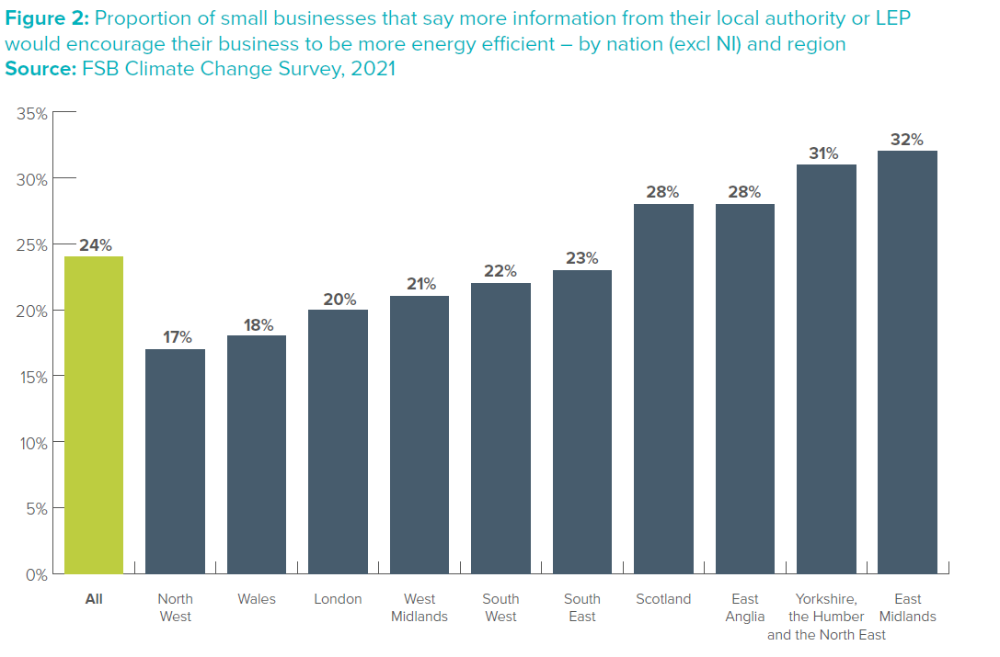 Figure 2: Proportion of small businesses that say more information from their local authority or LEP
would encourage their business to be more energy efficient – by nation (excl NI) and region
Source: FSB Climate Change Survey, 2021
35%
30%
25%
20%
15%
10%
5%
0%
24%
17%
18%
20%
21%
22%
23%
28%
28%
31%
32%
All
North
West
Wales
London
West
Midlands
South
West
South
East
Scotland
East
Anglia
Yorkshire,
the Humber
and the North East
East
Midlands